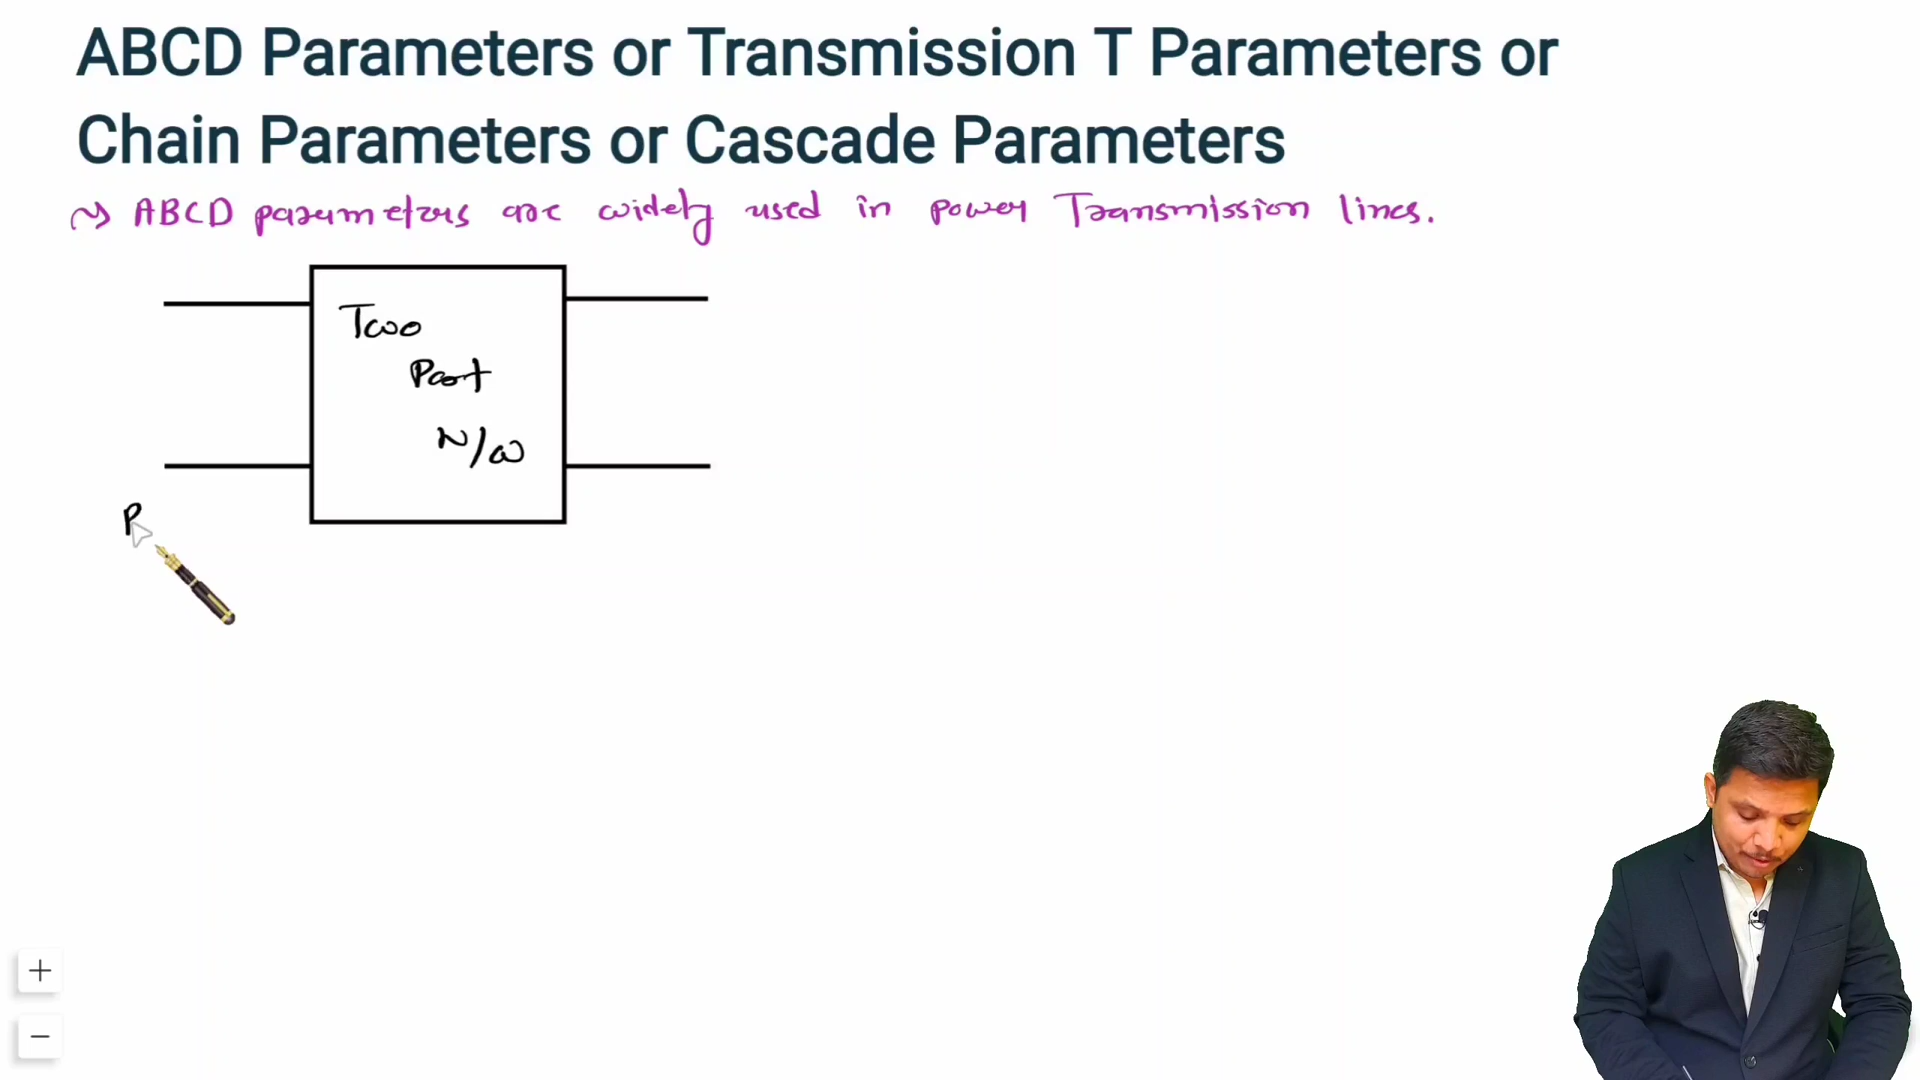 ABCD Parameters or Transmission T Parameters or
Chain Parameters or Cascade Parameters
ABCD parameters are widely used in power Transmission lines.
Two
Port
N/w
P
+
−